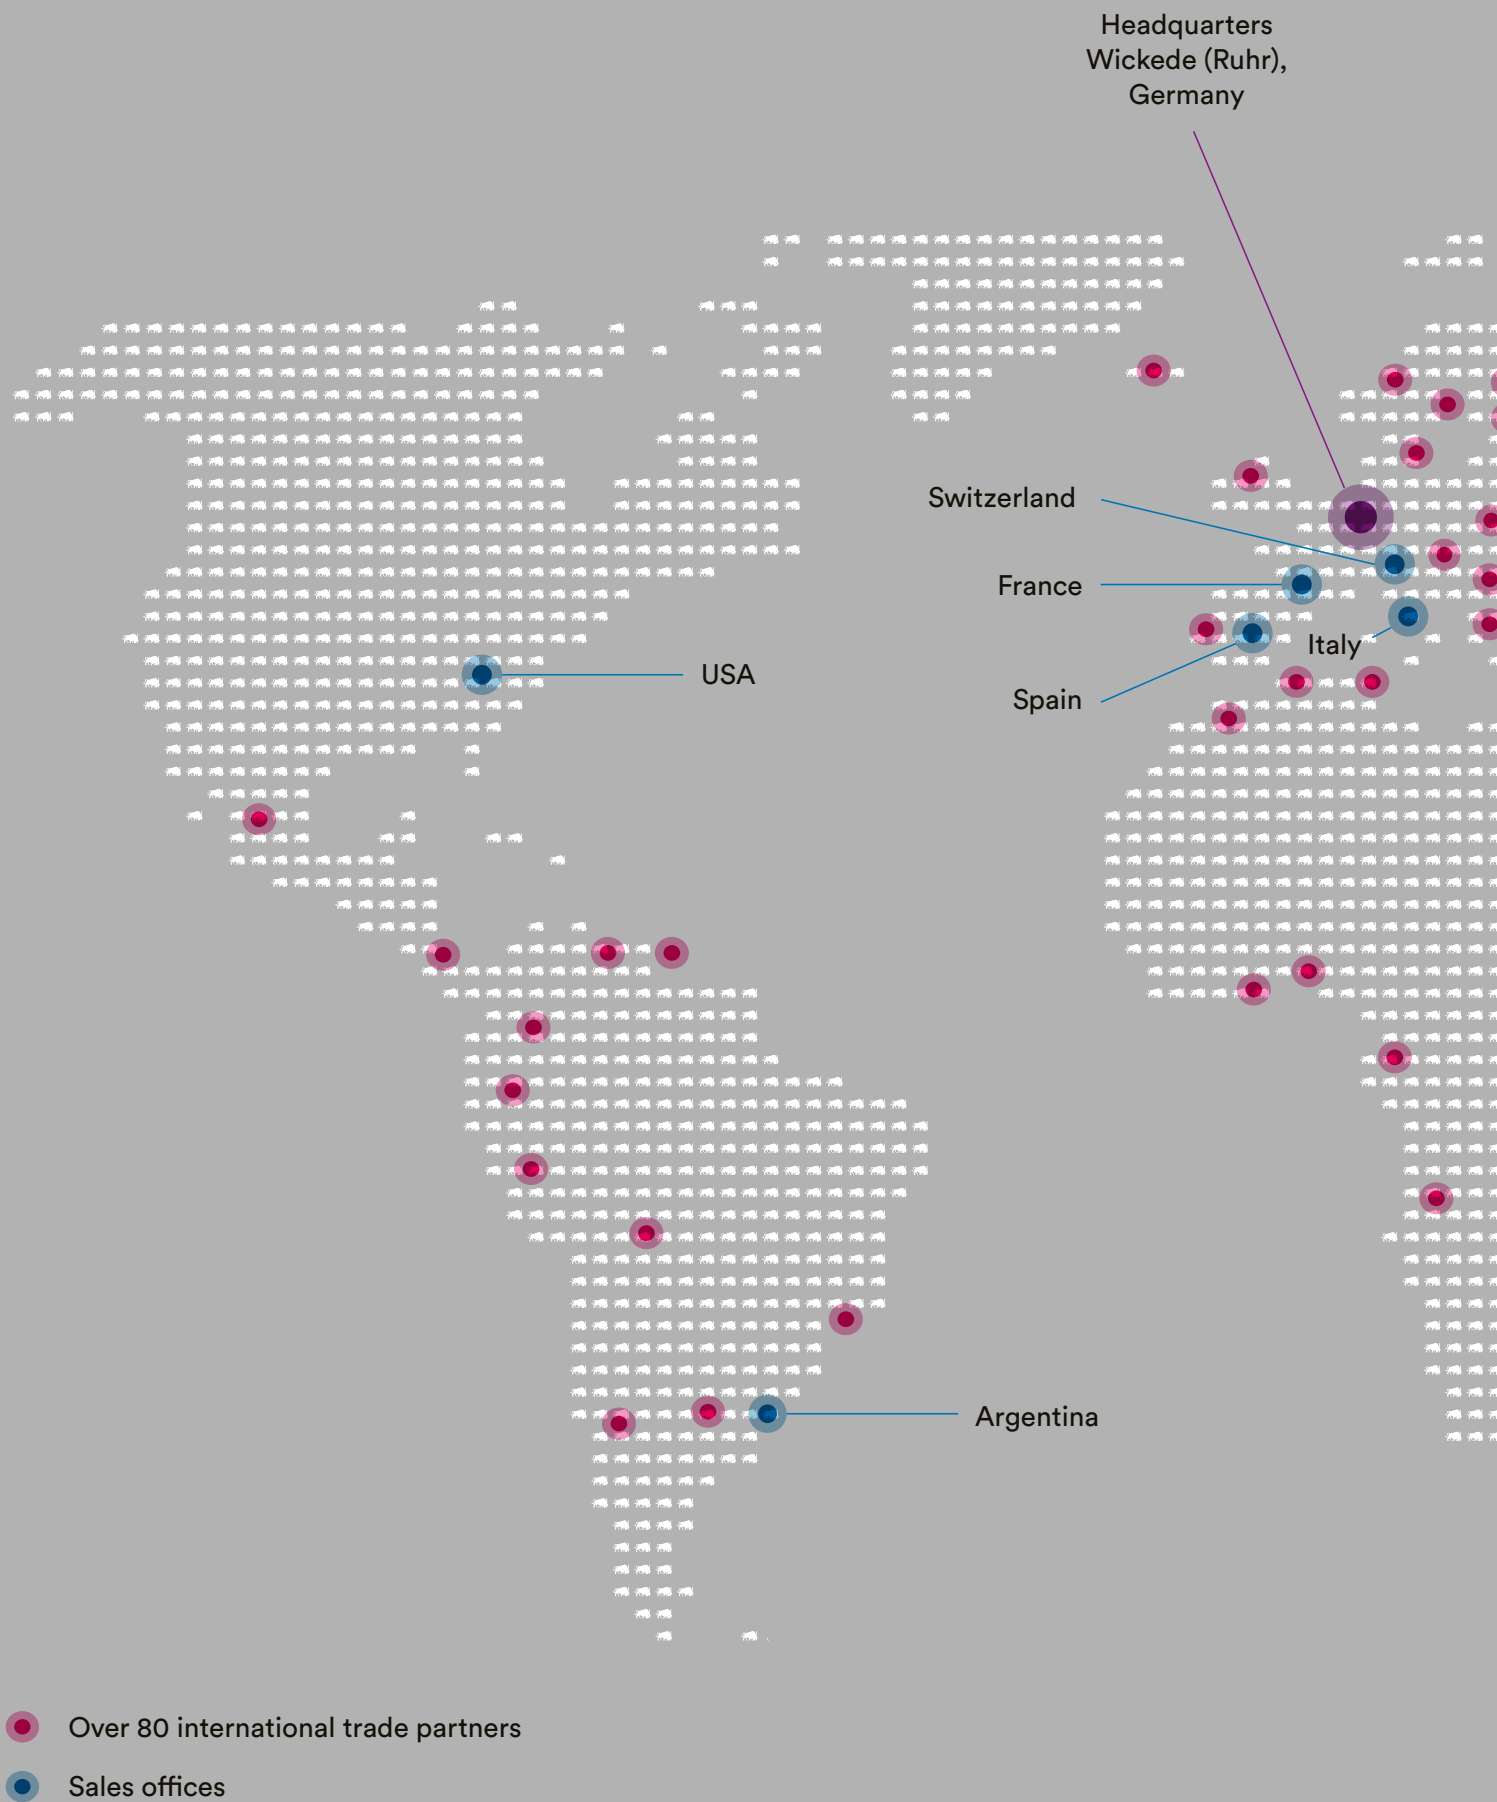 Headquarters
Wickede (Ruhr),
Germany
Switzerland
France
Italy
USA
Spain
Argentina
Over 80 international trade partners
Sales offices